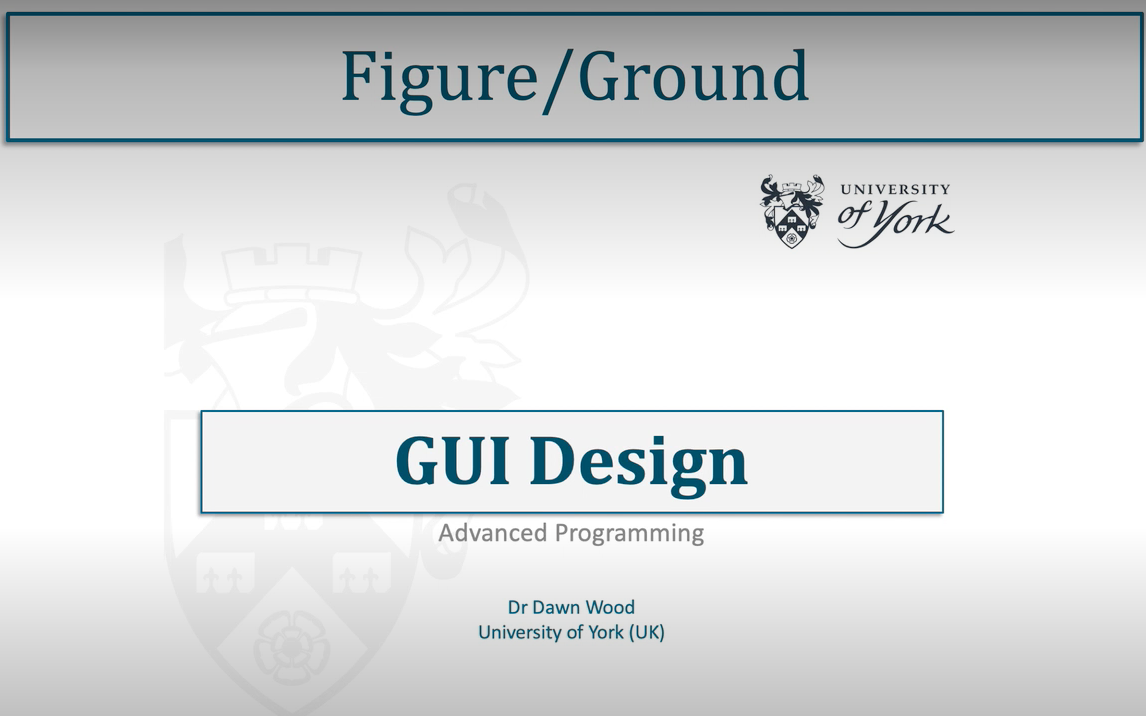 Figure/Ground
UNIVERSITY
of York
GUI Design
Advanced Programming
Dr Dawn Wood
University of York (UK)